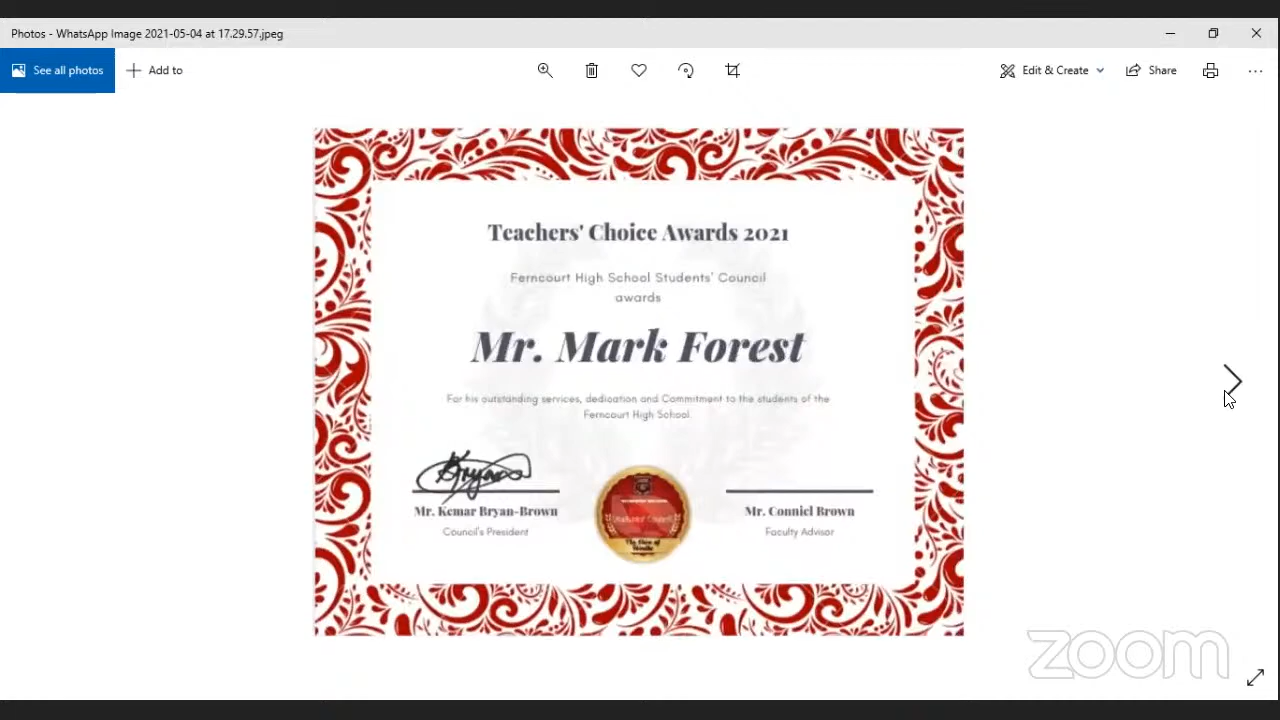 Photos - WhatsApp Image 2021-05-04 at 17.29.57.jpeg
See all photos
Add to
Edit & Create
Share
Teachers' Choice Awards 2021
Ferncourt High School Students' Council
awards
Mr. Mark Forest
For his outstanding services, dedication and Commitment to the students of the
Ferncourt High School.
Mr. Kemar Bryan-Brown
Mr. Conniel Brown
Council's President
Faculty Advisor
zoom